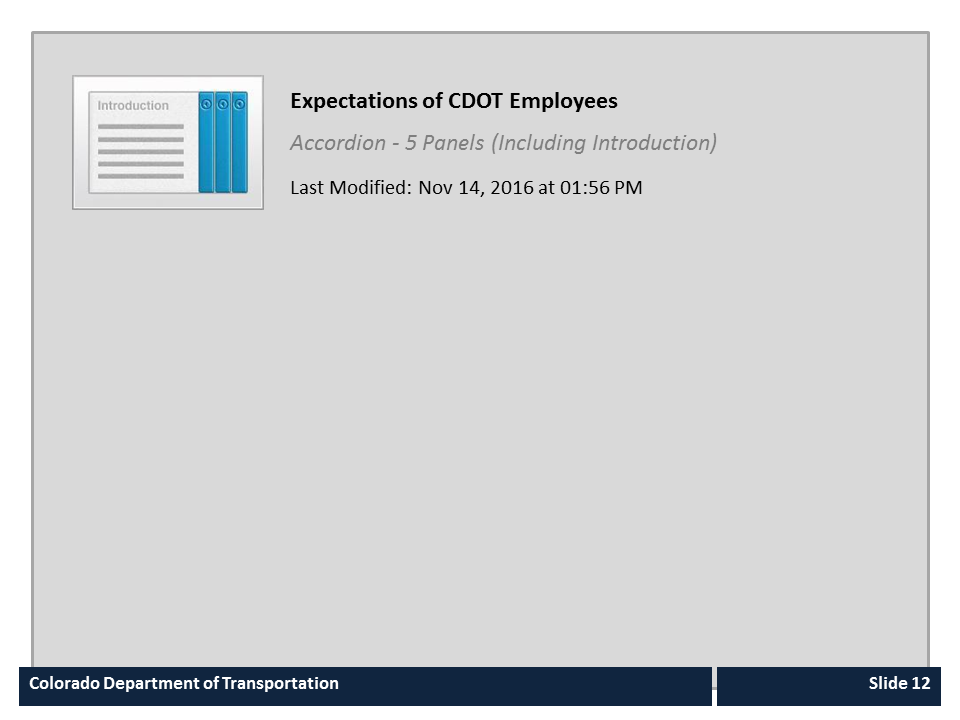 Introduction
Expectations of CDOT Employees
Accordion - 5 Panels (Including Introduction)
Last Modified: Nov 14, 2016 at 01:56 PM
Colorado Department of Transportation
Slide 12